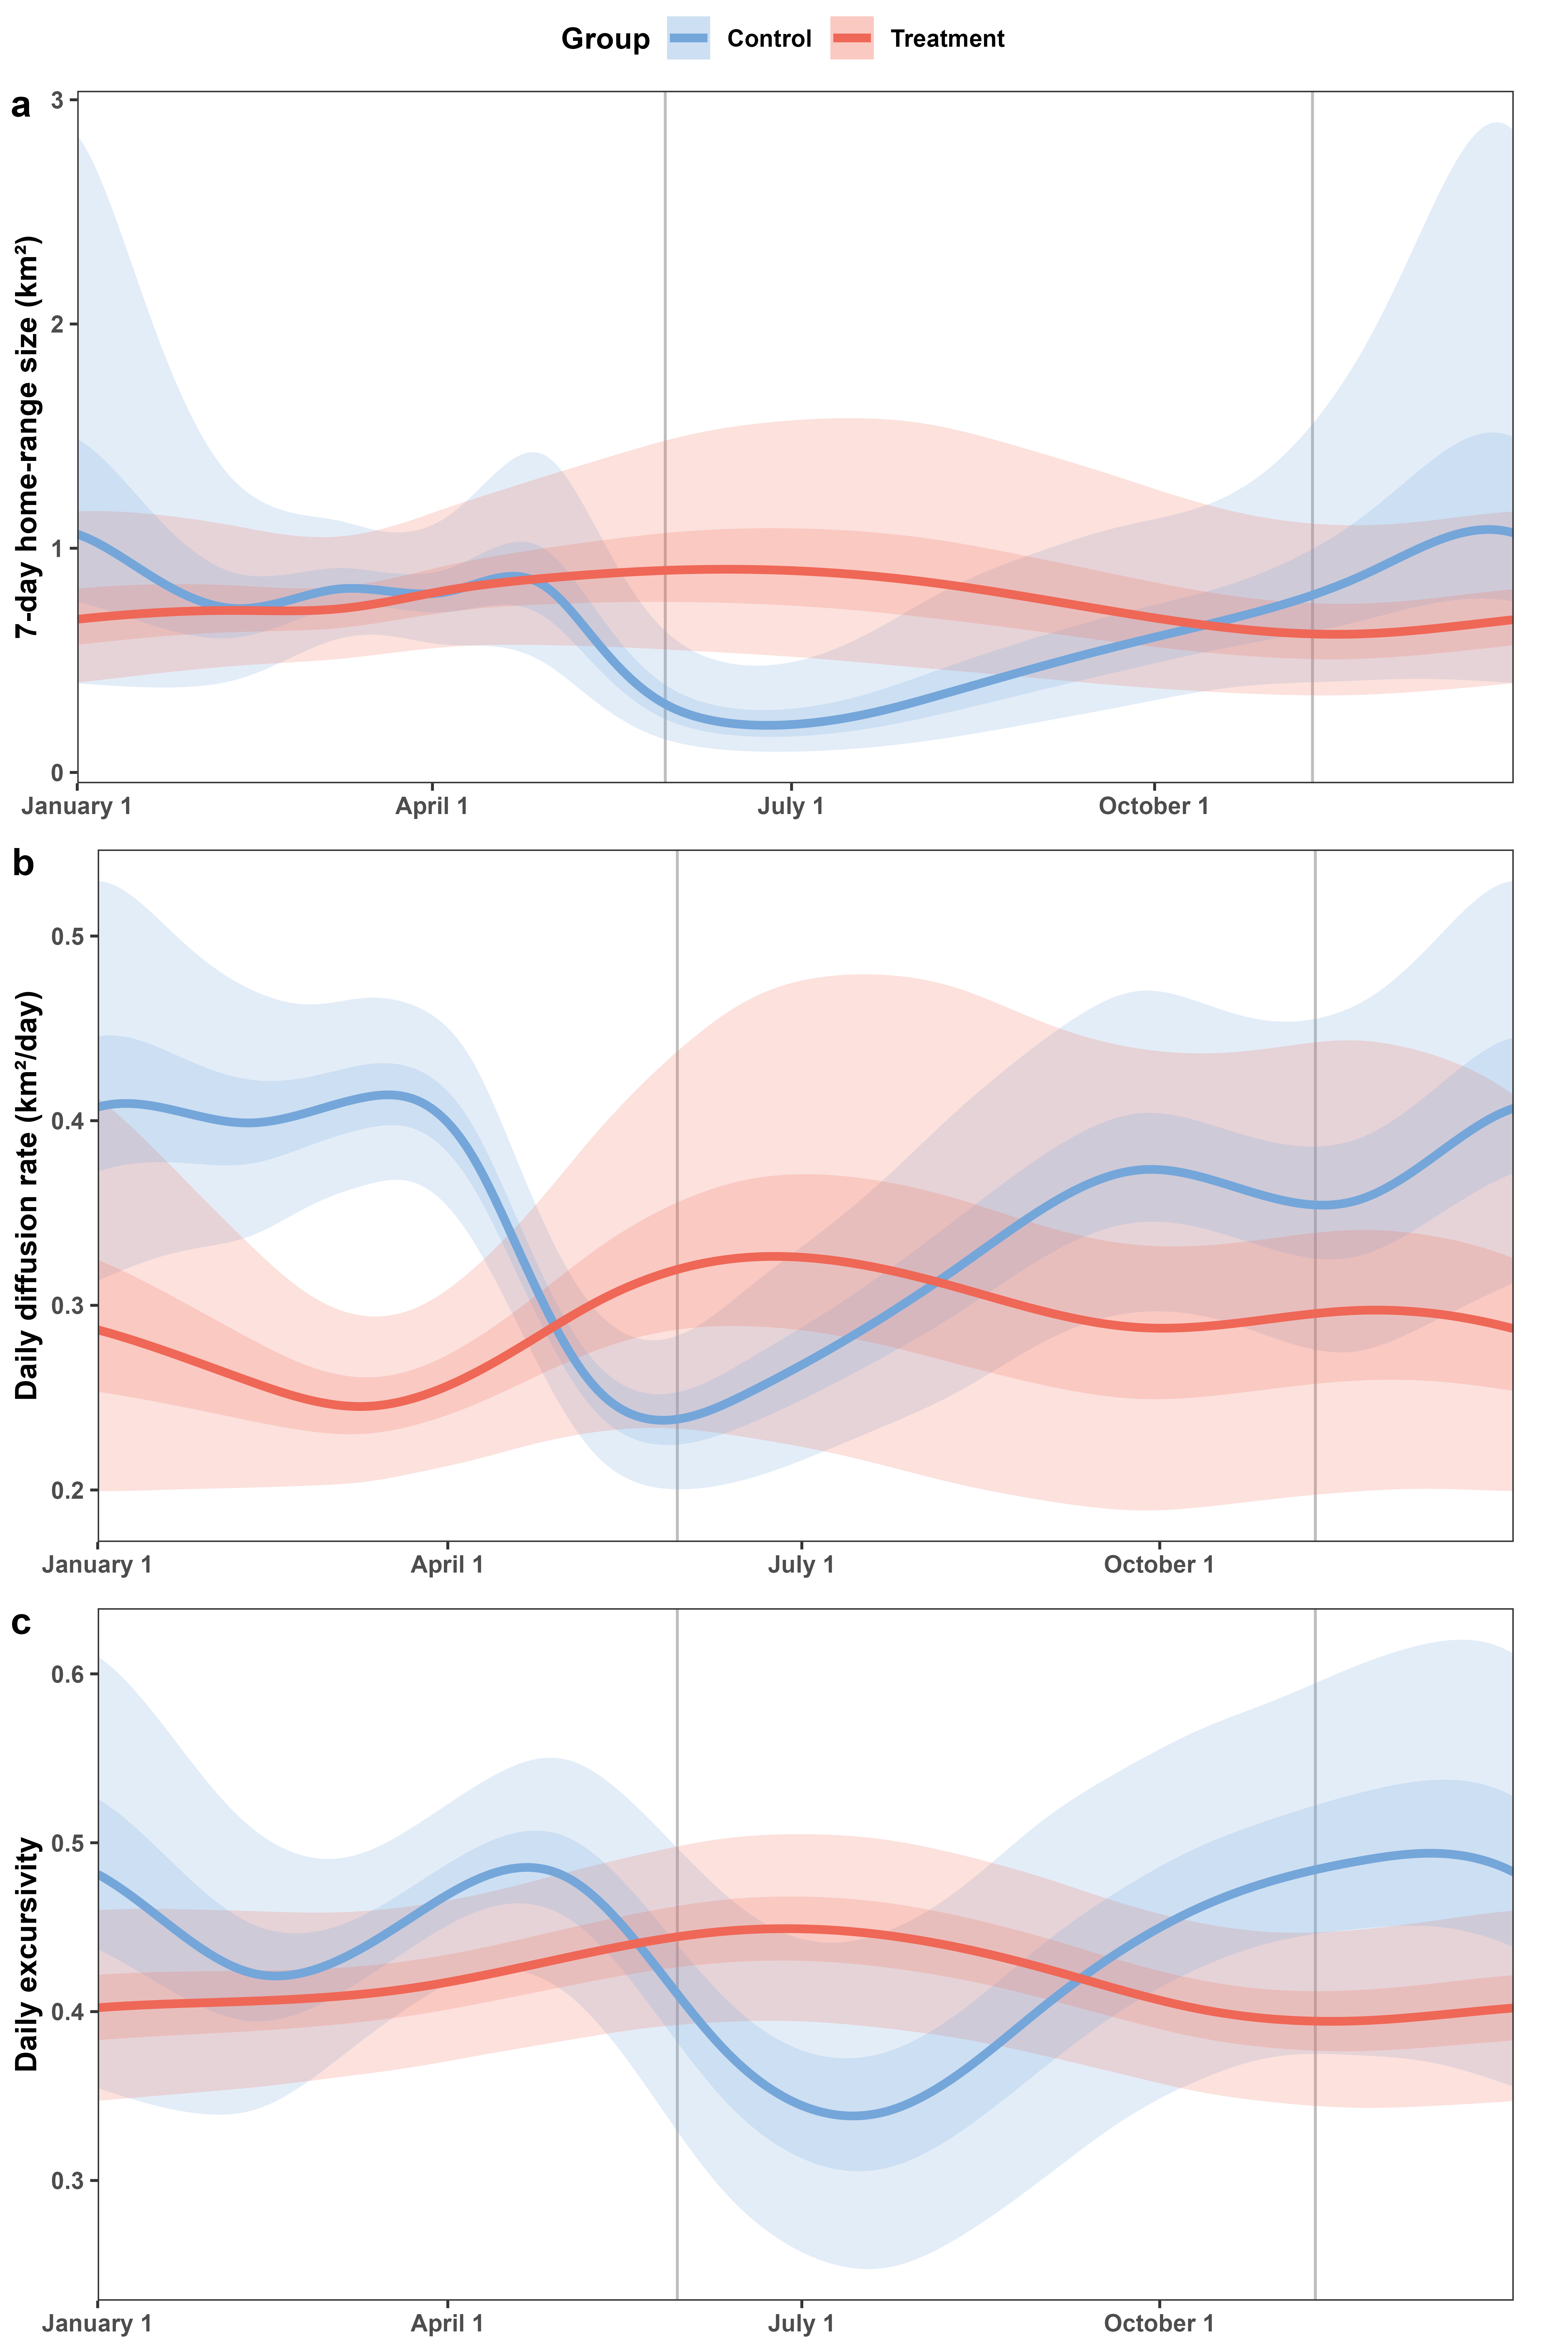 Group Control Treatment
a
7-day home-range size (km²)
3
2
1
0
January 1 April 1 July 1 October 1
b
Daily diffusion rate (km²/day)
0.5
0.4
0.3
0.2
January 1 April 1 July 1 October 1
c
Daily excursivity
0.6
0.5
0.4
0.3
January 1 April 1 July 1 October 1